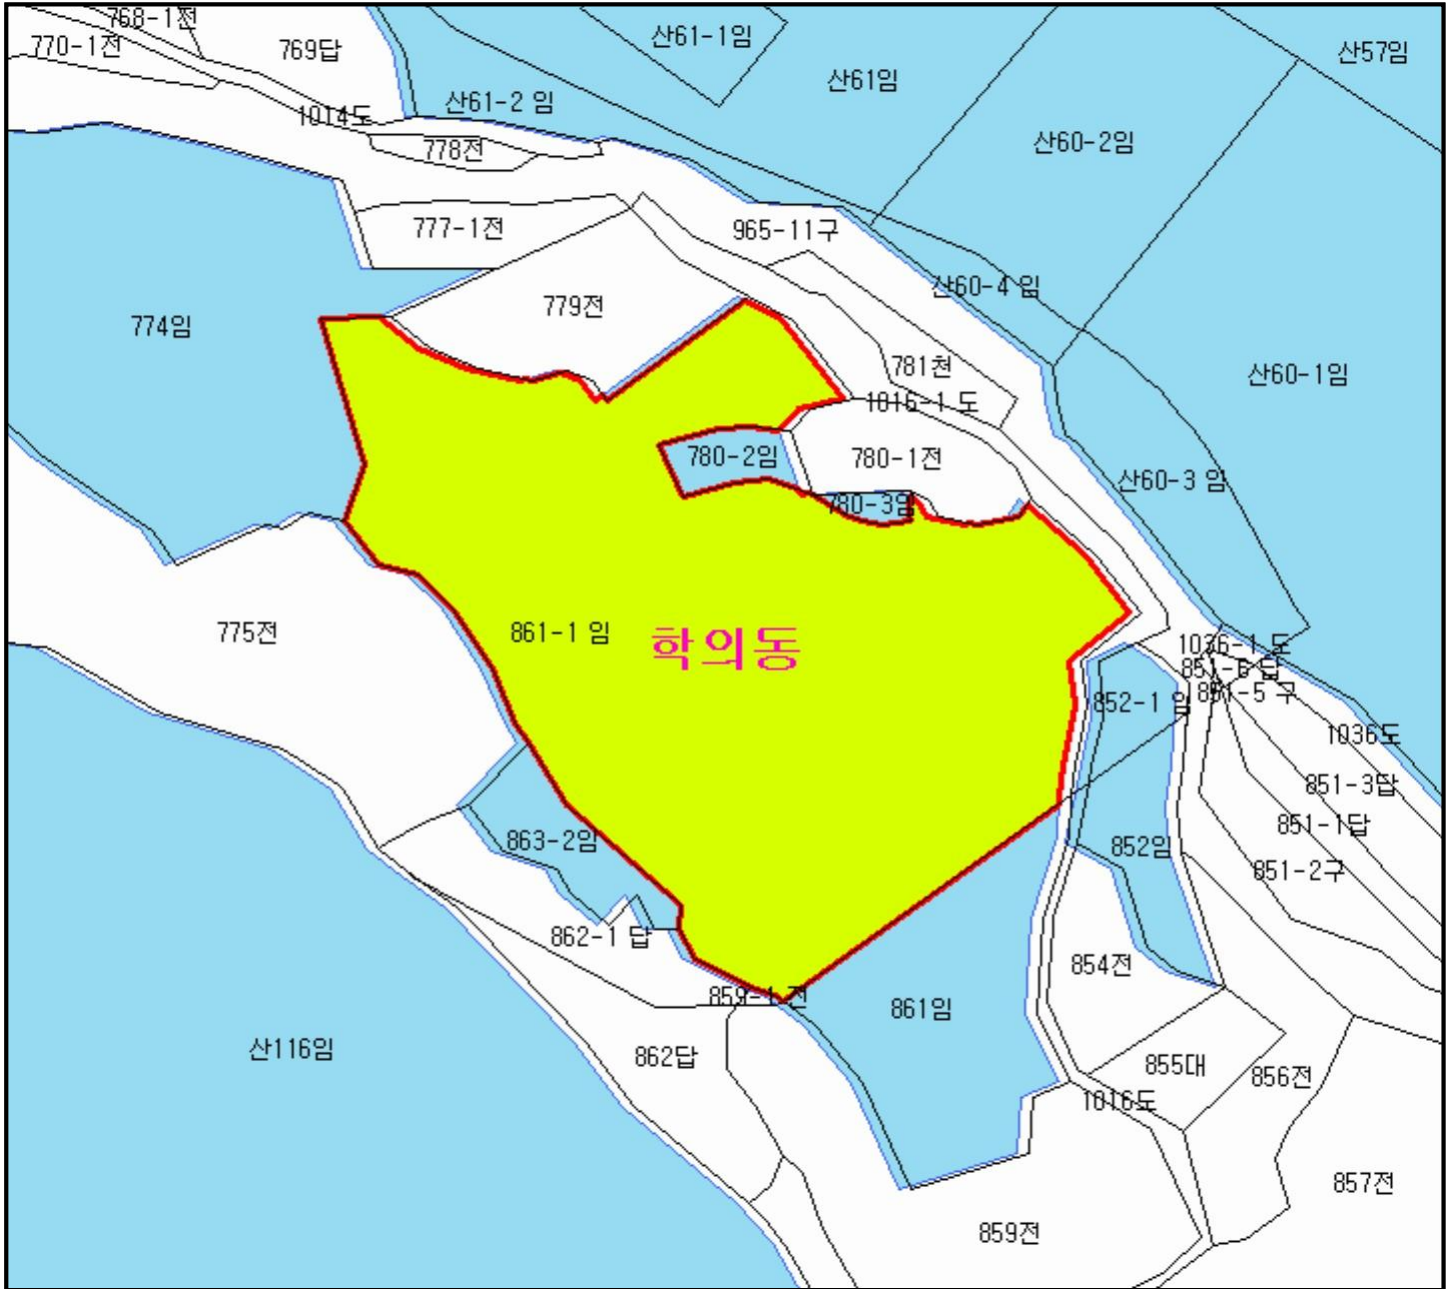 768-1전
산61-1임
770-1전
769답
산57임
산61임
산61-2 임
1014도
산60-2임
778전
777-1전
965-11구
산60-4 임
779전
774임
781천
산60-1임
1016-1 도
780-2임
780-1전
산60-3 임
780-3임
775전
861-1 임
학의동
1036-1 도
851-6 답
851-5 구
852-1 임
1036도
851-3답
851-1답
863-2임
852임
851-2구
862-1 답
854전
859-1 전
861임
산116임
862답
855대
856전
1016도
857전
859전